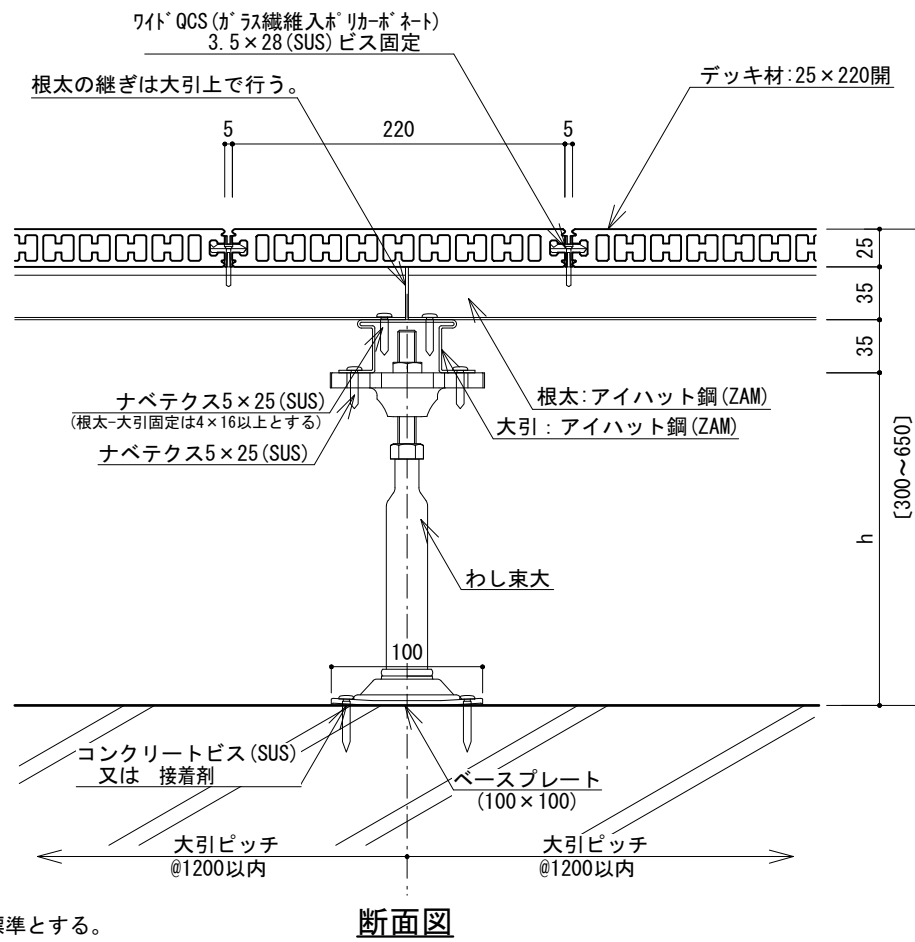 ﾜｲﾄﾞQCS(ｶﾞﾗｽ繊維入ﾎﾟﾘｶｰﾎﾞﾈｰﾄ)
3.5×28(SUS)ビス固定
デッキ材:25×220開
根太の継ぎは大引上で行う。
5
220
5
25
35
35
ナベテクス5×25(SUS)
(根太-大引固定は4×16以上とする)
ナベテクス5×25(SUS)
根太:アイハット鋼(ZAM)
大引：アイハット鋼(ZAM)
[300～650]
h
わし束大
100
コンクリートビス(SUS)
又は 接着剤
ベースプレート
(100×100)
大引ピッチ
@1200以内
大引ピッチ
@1200以内
標準とする。
断面図